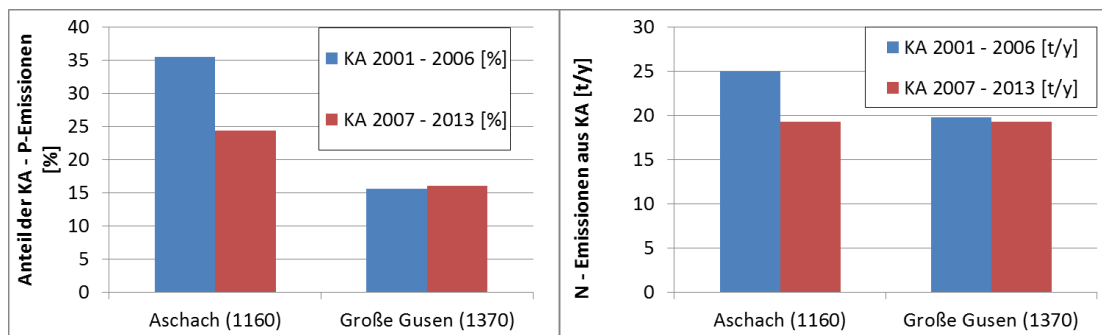 Anteil der KA - P-Emissionen
[%]
40
35
30
25
20
15
10
5
0
KA 2001 - 2006 [%]
KA 2007 - 2013 [%]
Aschach (1160)
Große Gusen (1370)
N - Emissionen aus KA [t/y]
30
25
20
15
10
5
0
KA 2001 - 2006 [t/y]
KA 2007 - 2013 [t/y]
Aschach (1160)
Große Gusen (1370)